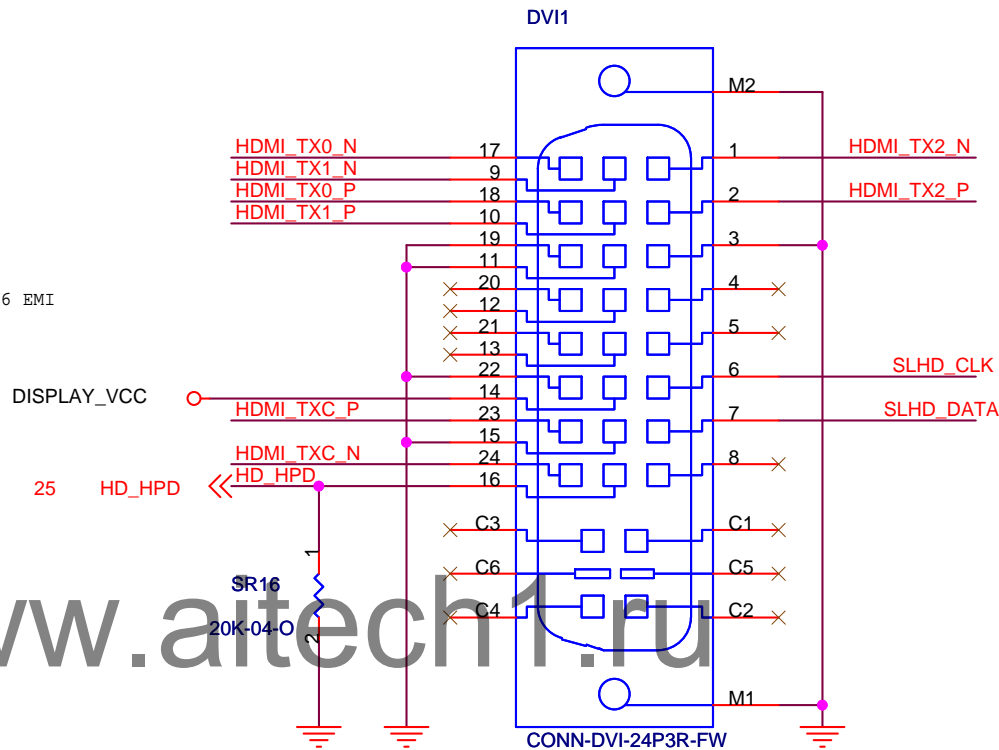 DVI1
M2
HDMI_TX0_N 17 1 HDMI_TX2_N
HDMI_TX1_N 9
HDMI_TX0_P 18 2 HDMI_TX2_P
HDMI_TX1_P 10
19 3
11
6 EMI
20 4
12
21 5
13
22 6 SLHD_CLK
DISPLAY_VCC 14
HDMI_TXC_P 23 7 SLHD_DATA
15
HDMI_TXC_N 24 8
25 HD_HPD HD_HPD 16
C3 C1
1
C6 C5
SR16
C4 C2
20K-04-O
2
www.aitech1.ru
M1
CONN-DVI-24P3R-FW